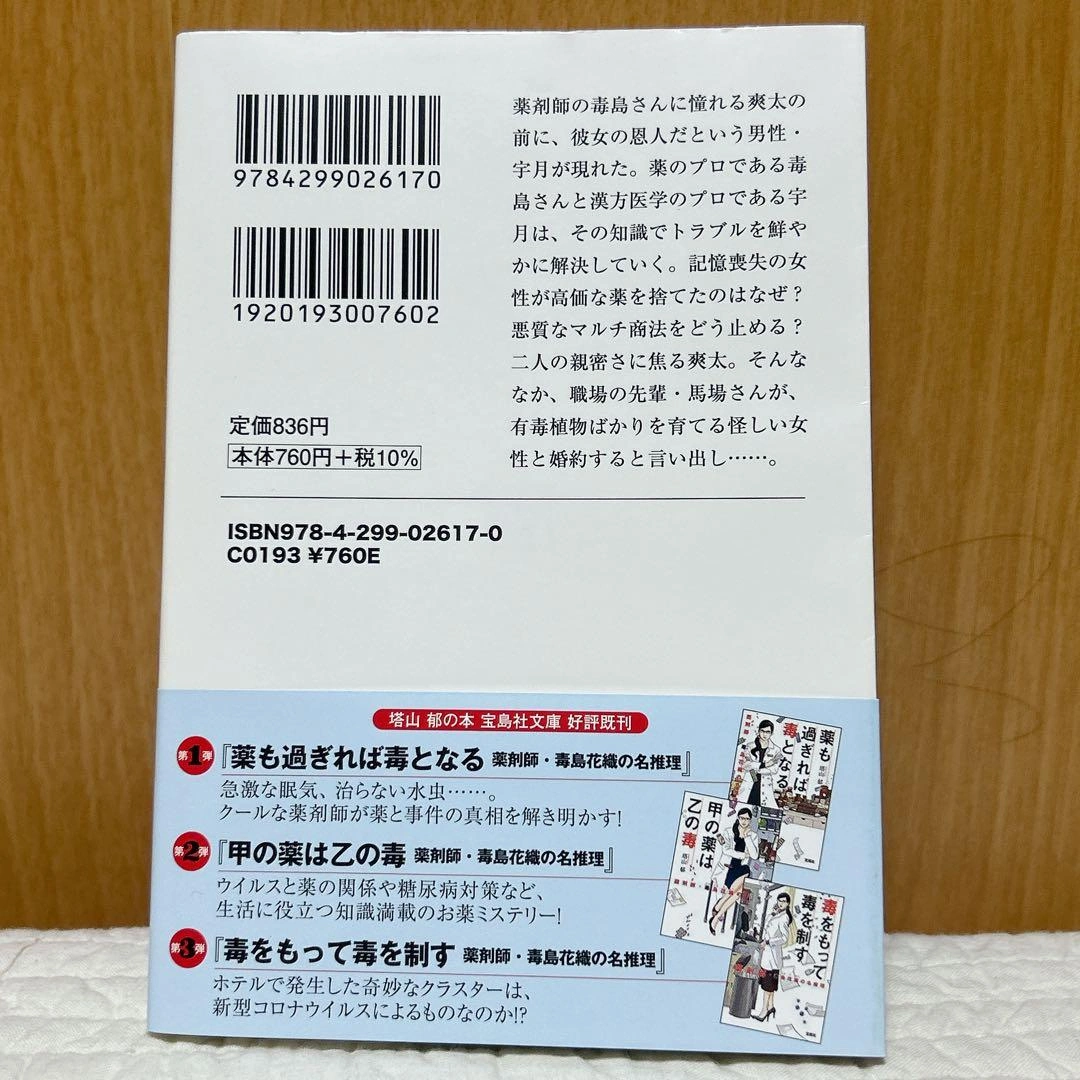 9784299026170
1920193007602
定価836円
本体760円+税10%
薬剤師の毒島さんに憧れる爽太の
前に、彼女の恩人だという男性・
宇月が現れた。薬のプロである毒
島さんと漢方医学のプロである宇
月は、その知識でトラブルを鮮や
かに解決していく。記憶喪失の女
性が高価な薬を捨てたのはなぜ?
悪質なマルチ商法をどう止める?
二人の親密さに焦る爽太。そんな
なか、職場の先輩・馬場さんが、
有毒植物ばかりを育てる怪しい女
性と婚約すると言い出し……。
ISBN978-4-299-02617-0
C0193 ¥760E
塔山 郁の本 宝島社文庫 好評既刊
第1弾 『薬も過ぎれば毒となる 薬剤師・毒島花織の名推理』
急激な眠気、治らない水虫……。
クールな薬剤師が薬と事件の真相を解き明かす!
第2弾 『甲の薬は乙の毒 薬剤師・毒島花織の名推理』
ウイルスと薬の関係や糖尿病対策など、
生活に役立つ知識満載のお薬ミステリー!
第3弾 『毒をもって毒を制す 薬剤師・毒島花織の名推理』
ホテルで発生した奇妙なクラスターは、
新型コロナウイルスによるものなのか!?
薬も
過ぎれば
毒となる
塔山 郁
甲の薬は
乙の毒
塔山 郁
毒をもって
毒を制す